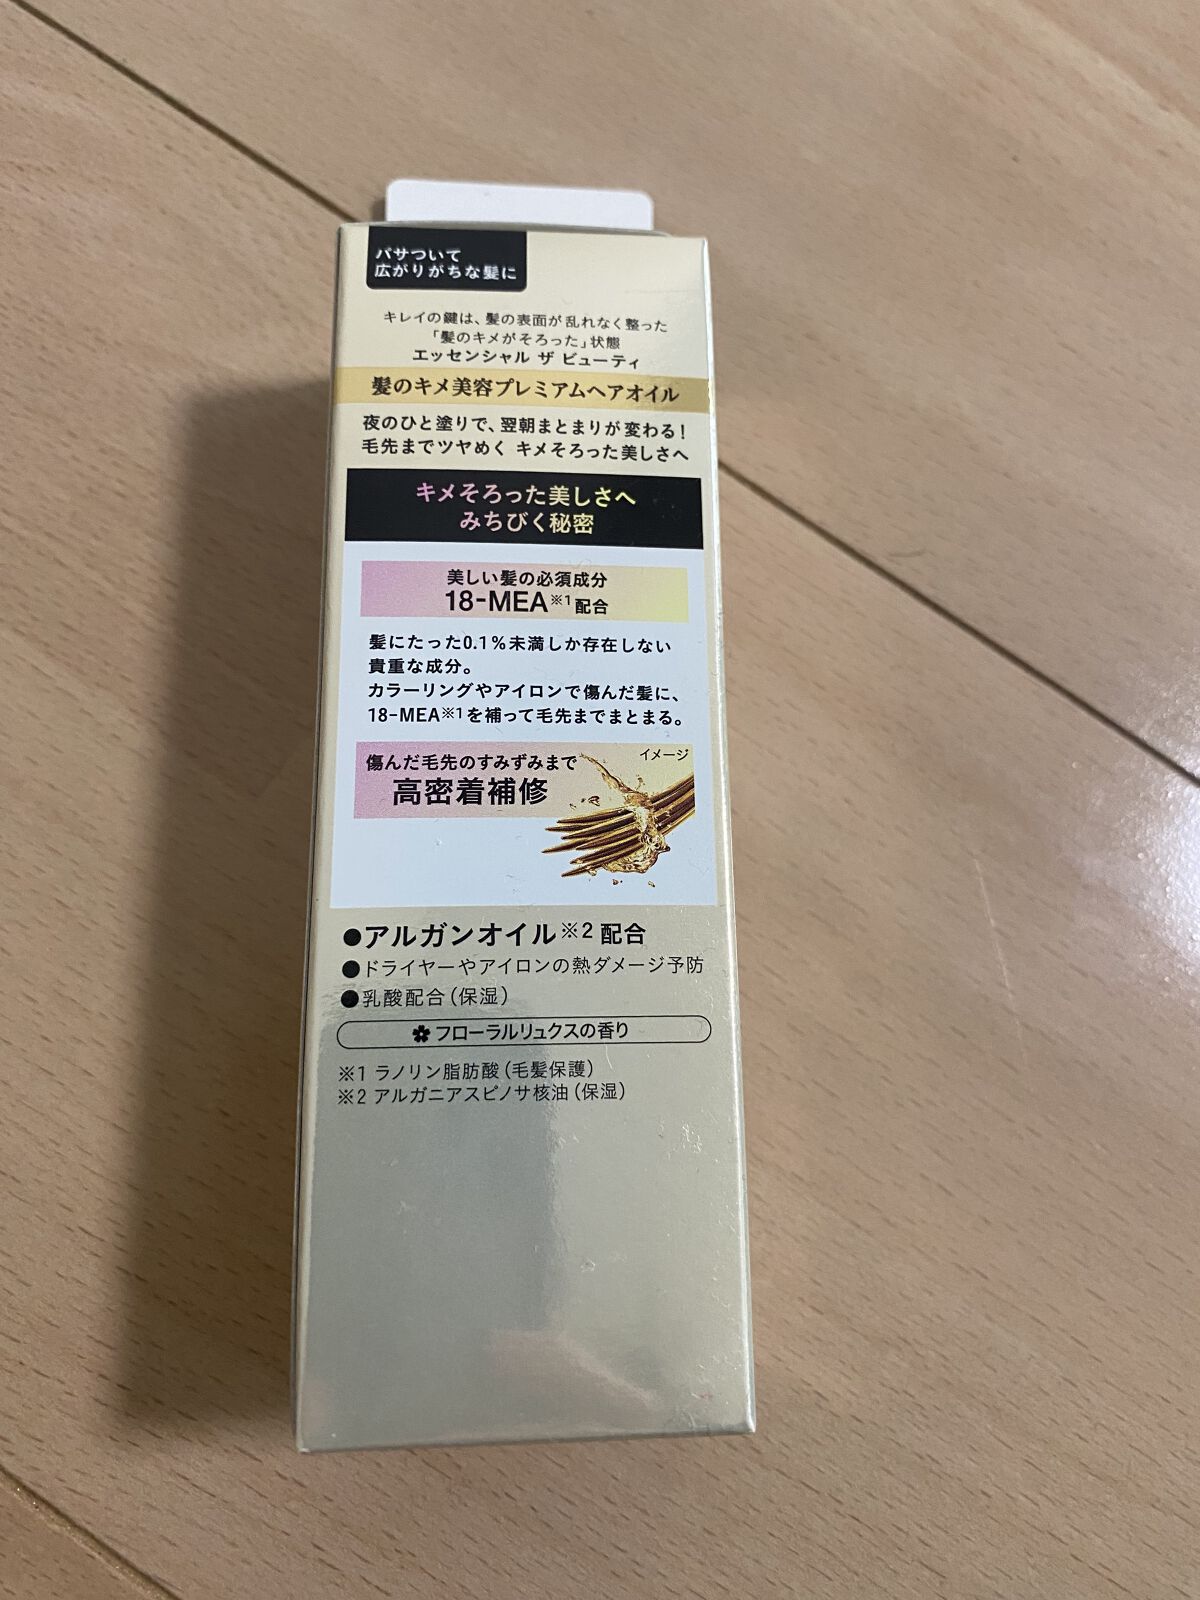 パサついて
広がりがちな髪に
キレイの鍵は、髪の表面が乱れなく整った
「髪のキメがそろった」状態
エッセンシャル ザ ビューティ
髪のキメ美容プレミアムヘアオイル
夜のひと塗りで、翌朝まとまりが変わる!
毛先までツヤめく キメそろった美しさへ
キメそろった美しさへ
みちびく秘密
美しい髪の必須成分
18-MEA※1配合
髪にたった0.1%未満しか存在しない
貴重な成分。
カラーリングやアイロンで傷んだ髪に、
18-MEA※1を補って毛先までまとまる。
傷んだ毛先のすみずみまで
イメージ
高密着補修
●アルガンオイル※2 配合
●ドライヤーやアイロンの熱ダメージ予防
●乳酸配合(保湿)
フローラルリュクスの香り
※1 ラノリン脂肪酸(毛髪保護)
※2 アルガニアスピノサ核油(保湿)